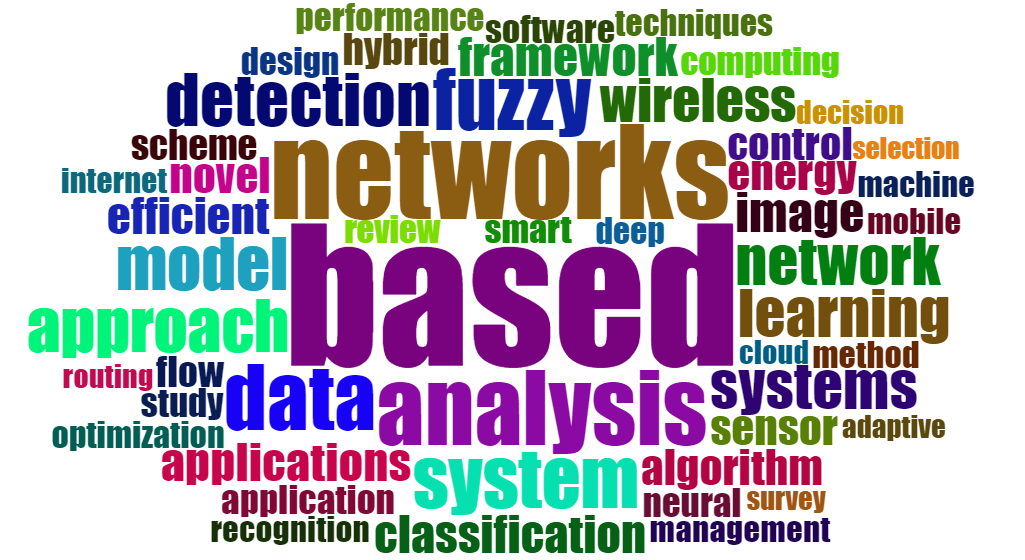 performance software techniques
design hybrid framework computing
detection fuzzy wireless decision
scheme networks control selection
internet novel energy machine
efficient review smart deep image mobile
model based network
approach learning
cloud method
routing flow data analysis systems
study
optimization sensor adaptive
applications system algorithm
application neural survey
recognition classification management